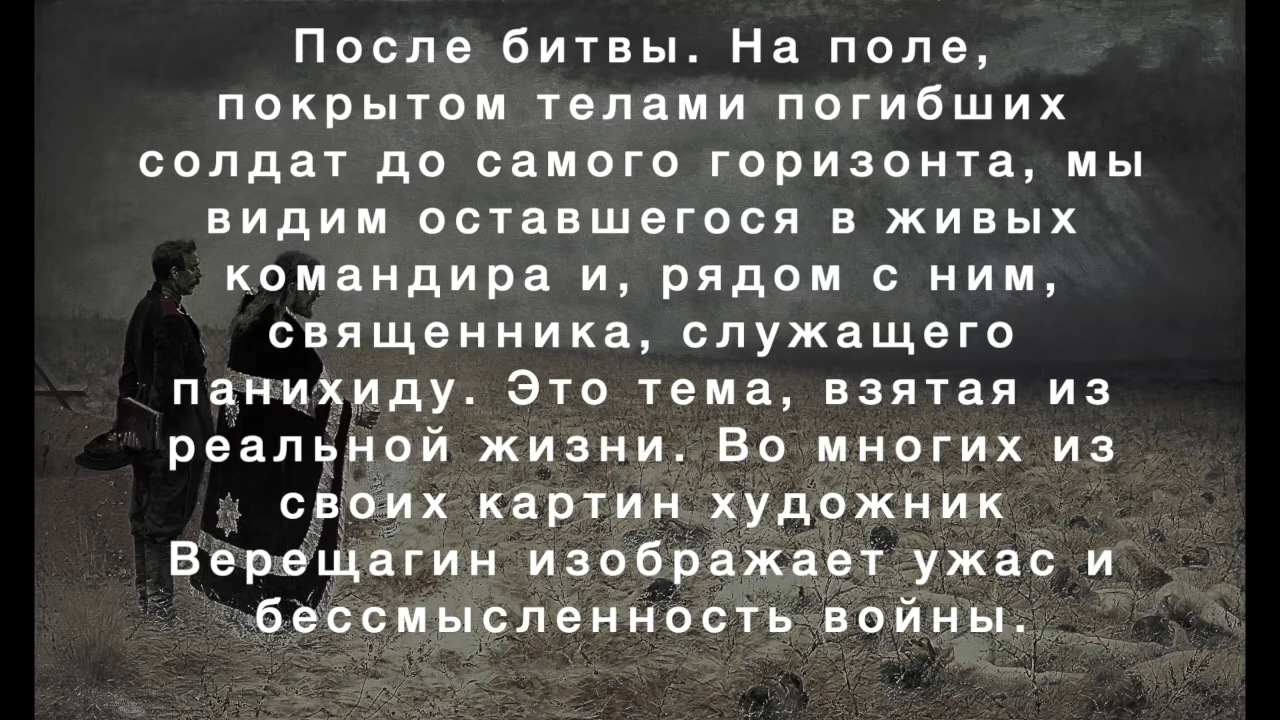 После битвы. На поле,
покрытом телами погибших
солдат до самого горизонта, мы
видим оставшегося в живых
командира и, рядом с ним,
священника, служащего
панихиду. Это тема, взятая из
реальной жизни. Во многих из
своих картин художник
Верещагин изображает ужас и
бессмысленность войны.